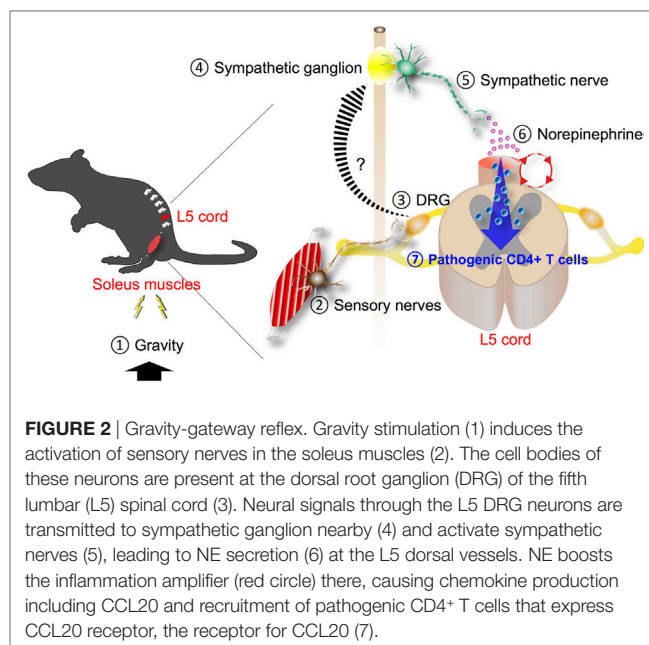 ④ Sympathetic ganglion
⑤ Sympathetic nerve
⑥ Norepinephrine
?
③ DRG
L5 cord
⑦ Pathogenic CD4+ T cells
Soleus muscles
② Sensory nerves
① Gravity
L5 cord
FIGURE 2 | Gravity-gateway reflex. Gravity stimulation (1) induces the
activation of sensory nerves in the soleus muscles (2). The cell bodies of
these neurons are present at the dorsal root ganglion (DRG) of the fifth
lumbar (L5) spinal cord (3). Neural signals through the L5 DRG neurons are
transmitted to sympathetic ganglion nearby (4) and activate sympathetic
nerves (5), leading to NE secretion (6) at the L5 dorsal vessels. NE boosts
the inflammation amplifier (red circle) there, causing chemokine production
including CCL20 and recruitment of pathogenic CD4⁺ T cells that express
CCL20 receptor, the receptor for CCL20 (7).